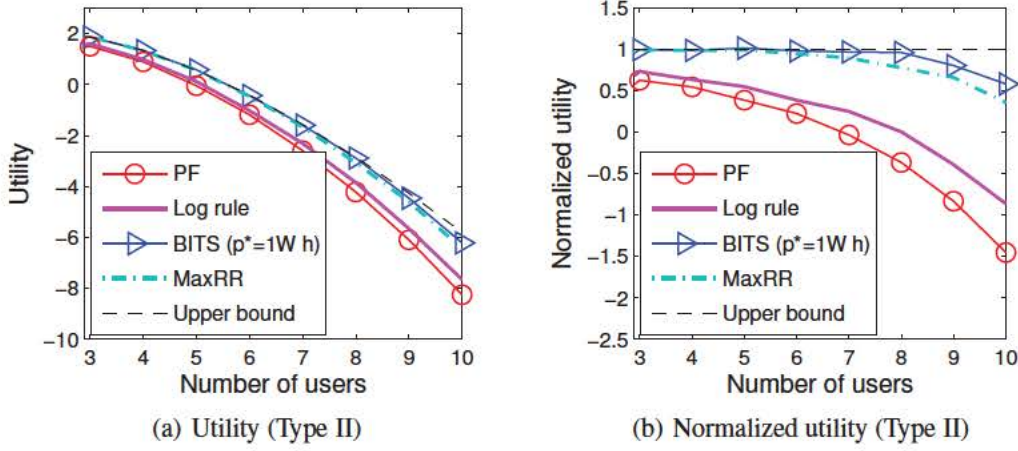 2
0
−2
−4
−6
−8
−10
Utility
PF
Log rule
BITS (p*=1W h)
MaxRR
Upper bound
3 4 5 6 7 8 9 10
Number of users
(a) Utility (Type II)
1.5
1
0.5
0
−0.5
−1
−1.5
−2
−2.5
Normalized utility
PF
Log rule
BITS (p*=1W h)
MaxRR
Upper bound
3 4 5 6 7 8 9 10
Number of users
(b) Normalized utility (Type II)